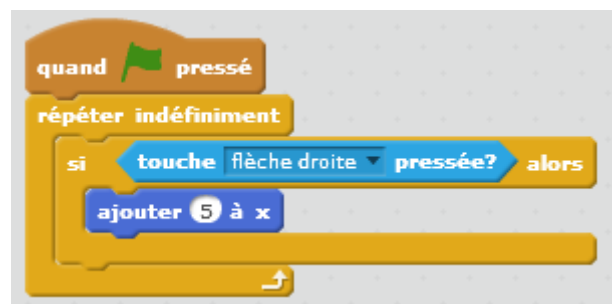 quand pressé
répéter indéfiniment
si touche flèche droite pressée? alors
ajouter 5 à x